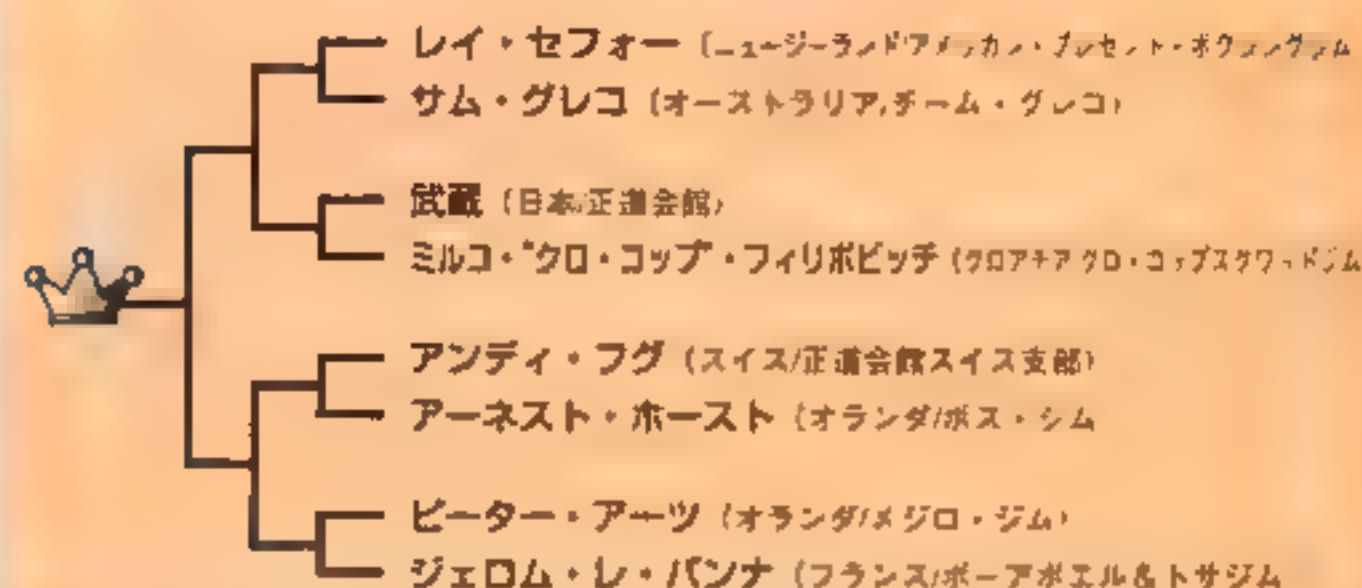 レイ・セフォー (ニュージーランド/アメリカン・プレセント・ボクシングジム
サム・グレコ (オーストラリア/チーム・グレコ)
武蔵 (日本/正道会館)
ミルコ・"クロ・コップ"・フィリポビッチ (クロアチア/クロ・コップスクワッドジム
アンディ・フグ (スイス/正道会館スイス支部)
アーネスト・ホースト (オランダ/ボス・ジム
ピーター・アーツ (オランダ/メジロ・ジム)
ジェロム・レ・バンナ (フランス/ボーアボエル&トサジム